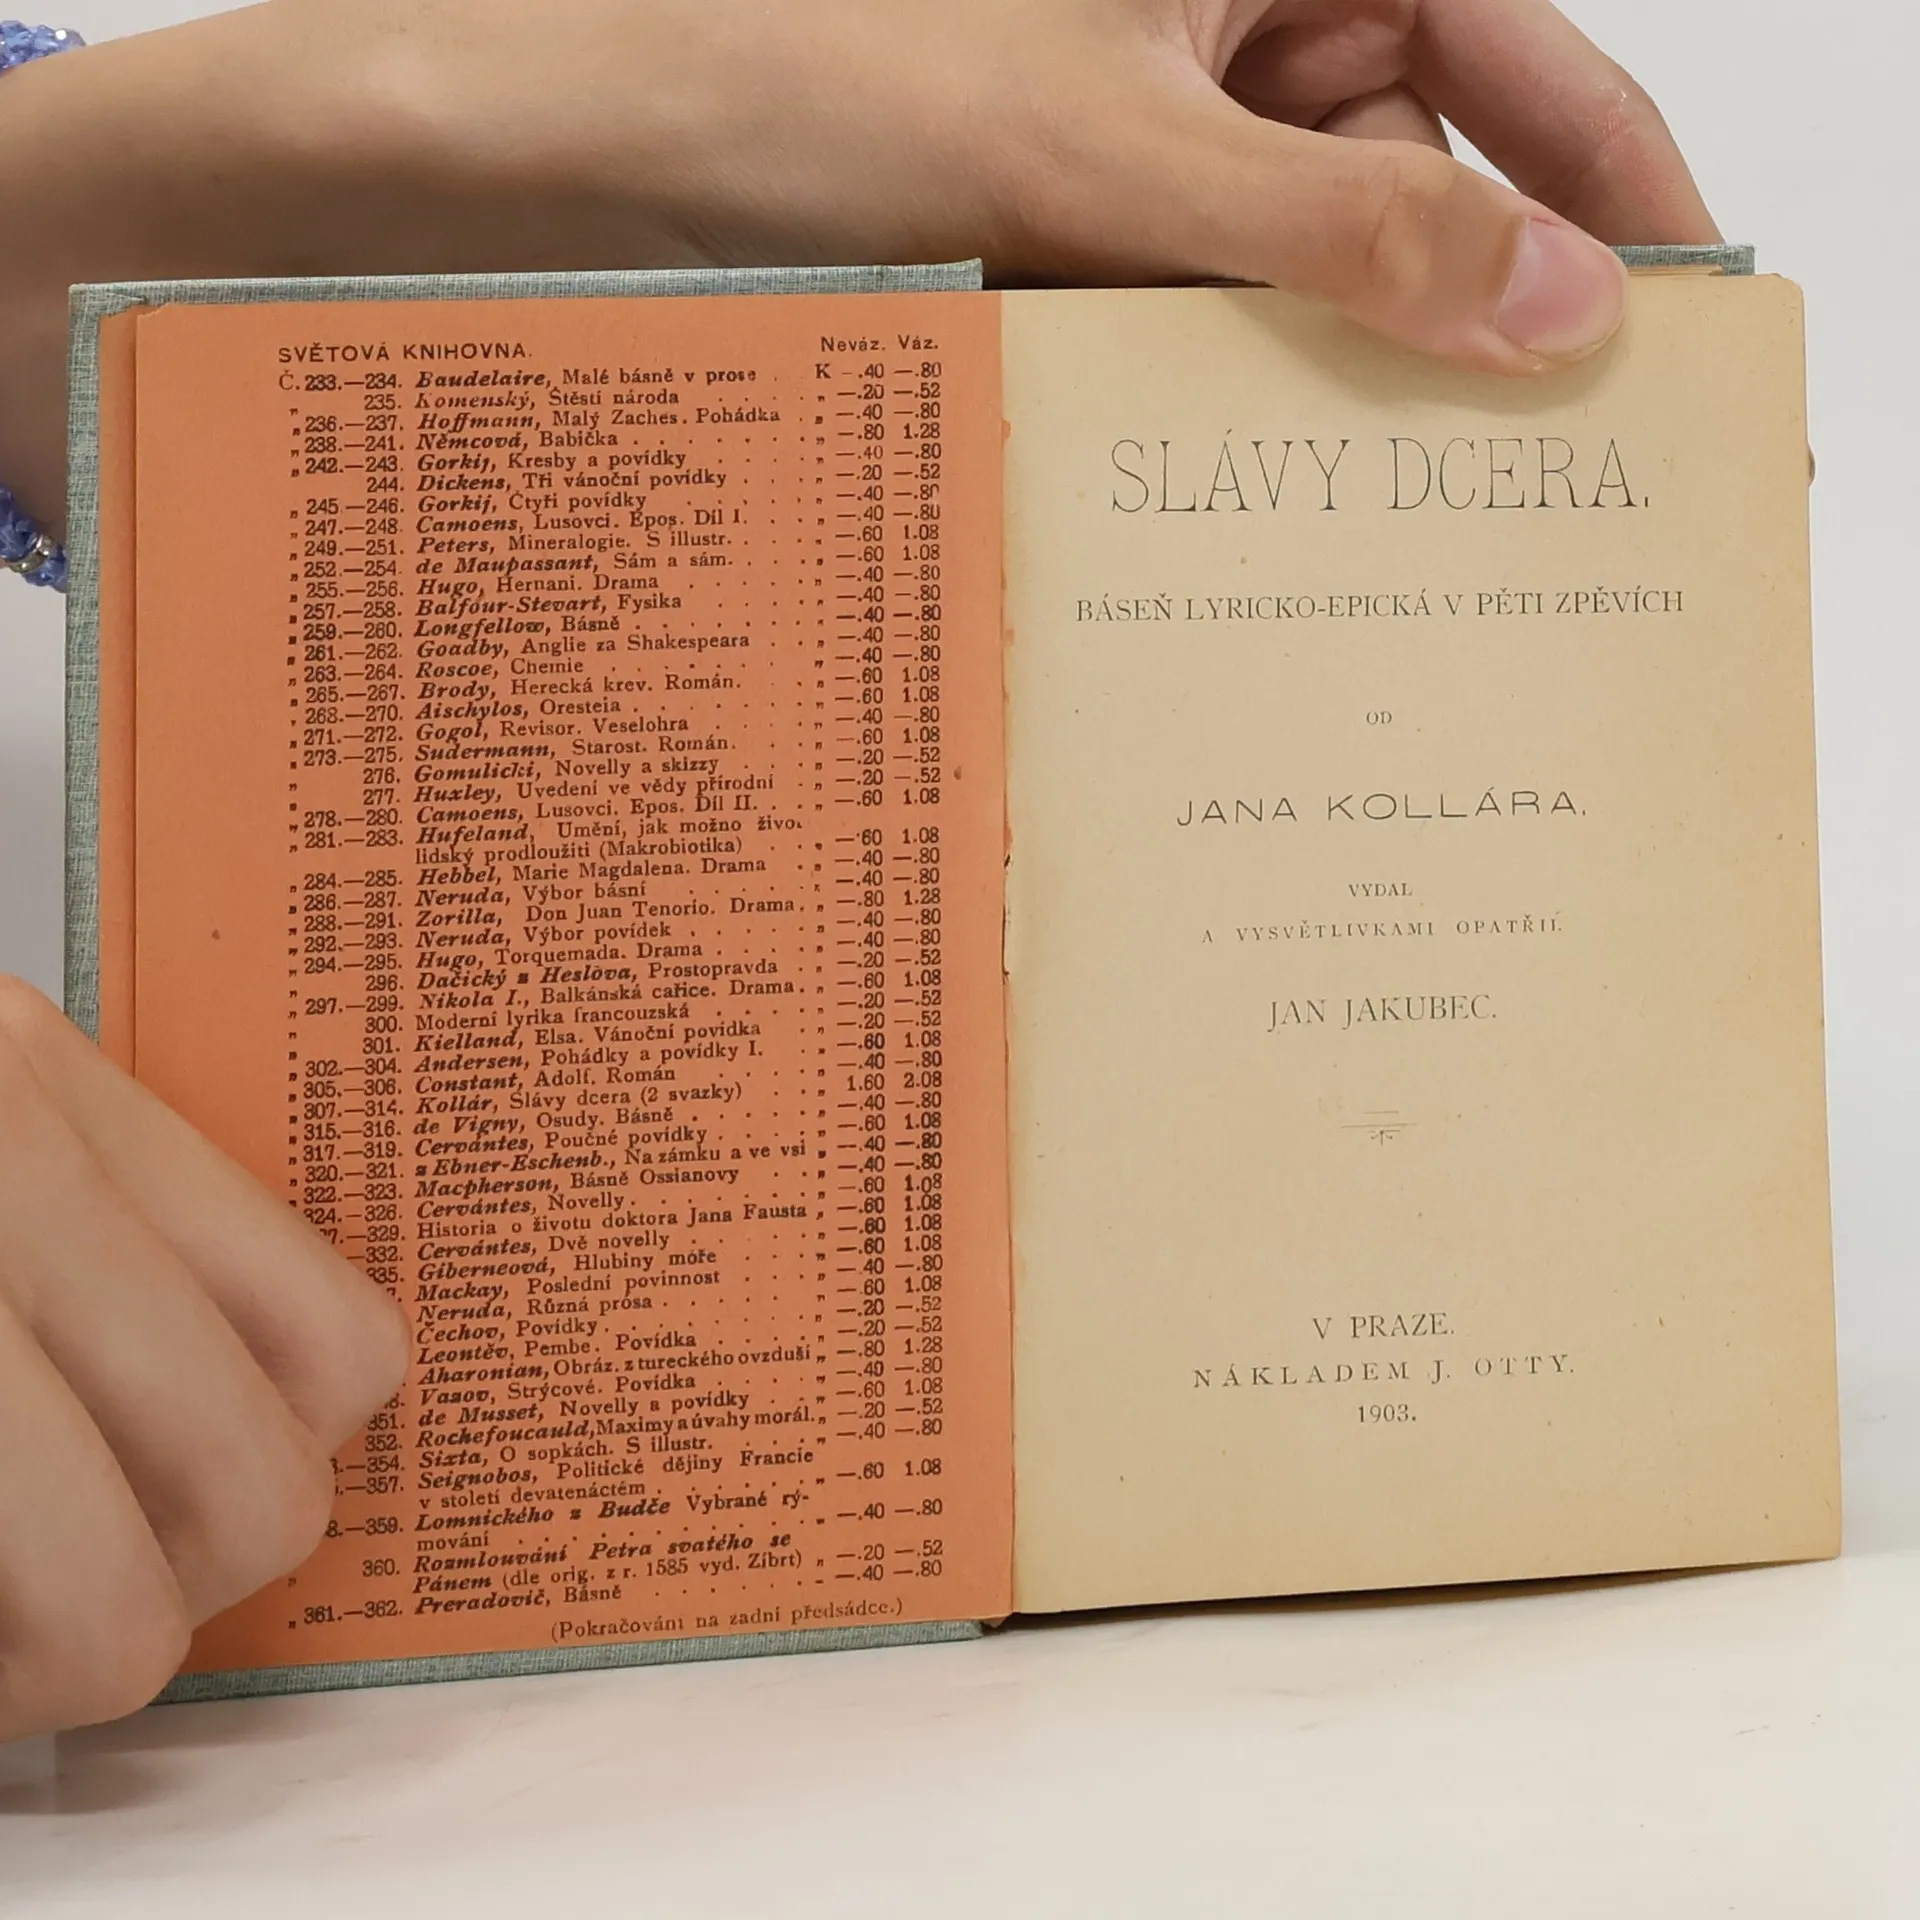 SVĚTOVÁ KNIHOVNA. Neváz. Váz.
Č. 233.—234. Baudelaire, Malé básně v prose . K -.40 —.80
„ 235. Komenský, Štěstí národa . . . . „ —.20 —.52
„ 236.—237. Hoffmann, Malý Zaches. Pohádka . „ —.40 —.80
„ 238.—241. Němcová, Babička . . . . . . . „ —.80 1.28
„ 242.—243. Gorkij, Kresby a povídky . . . . „ —.40 —.80
244. Dickens, Tři vánoční povídky . . . „ —.20 —.52
„ 245.—246. Gorkij, Čtyři povídky . . . . . „ —.40 —.80
„ 247.—248. Camoens, Lusovci. Epos. Díl I. . . „ —.40 —.80
„ 249.—251. Peters, Mineralogie. S illustr. . . . „ —.60 1.08
„ 252.—254. de Maupassant, Sám a sám. . . . „ —.60 1.08
„ 255.—256. Hugo, Hernani. Drama . . . . . „ —.40 —.80
„ 257.—258. Balfour-Stevart, Fysika . . . . „ —.40 —.80
„ 259.—260. Longfellow, Básně . . . . . . . „ —.40 —.80
„ 261.—262. Goadby, Anglie za Shakespeara . . „ —.40 —.80
„ 263.—264. Roscoe, Chemie . . . . . . . „ —.40 —.80
„ 265.—267. Brody, Herecká krev. Román. . . „ —.60 1.08
„ 268.—270. Aischylos, Oresteia . . . . . . . „ —.60 1.08
„ 271.—272. Gogol, Revisor. Veselohra . . . . „ —.40 —.80
„ 273.—275. Sudermann, Starost. Román. . . „ —.60 1.08
„ 276. Gomulicki, Novelly a skizzy . . . „ —.20 —.52
„ 277. Huxley, Uvedení ve vědy přírodní . „ —.20 —.52
„ 278.—280. Camoens, Lusovci. Epos. Díl II. . . „ —.60 1.08
„ 281.—283. Hufeland, Umění, jak možno život
lidský prodloužiti (Makrobiotika) . . „ —.60 1.08
„ 284.—285. Hebbel, Marie Magdalena. Drama . „ —.40 —.80
„ 286.—287. Neruda, Výbor básní . . . . . „ —.40 —.80
„ 288.—291. Zorilla, Don Juan Tenorio. Drama. „ —.80 1.28
„ 292.—293. Neruda, Výbor povídek . . . . . „ —.40 —.80
„ 294.—295. Hugo, Torquemada. Drama . . . . „ —.40 —.80
„ 296. Dačický z Heslòva, Prostopravda . „ —.20 —.52
„ 297.—299. Nikola I., Balkánská cařice. Drama. „ —.60 1.08
„ 300. Moderní lyrika francouzská . . . . „ —.20 —.52
„ 301. Kielland, Elsa. Vánoční povídka . „ —.20 —.52
„ 302.—304. Andersen, Pohádky a povídky I. . „ —.60 1.08
„ 305.—306. Constant, Adolf. Román . . . . „ —.40 —.80
„ 307.—314. Kollár, Slávy dcera (2 svazky) . . „ 1.60 2.08
„ 315.—316. de Vigny, Osudy. Básně . . . . . „ —.40 —.80
„ 317.—319. Cervántes, Poučné povídky . . . . „ —.60 1.08
„ 320.—321. z Ebner-Eschenb., Na zámku a ve vsi „ —.40 —.80
„ 322.—323. Macpherson, Básně Ossianovy . . „ —.40 —.80
324.—326. Cervántes, Novelly. . . . . . . „ —.60 1.08
7.—329. Historia o životu doktora Jana Fausta „ —.60 1.08
—332. Cervántes, Dvě novelly . . . . . „ —.60 1.08
335. Giberneová, Hlubiny moře . . . „ —.60 1.08
Mackay, Poslední povinnost . . . „ —.40 —.80
Neruda, Různá prósa . . . . . . „ —.60 1.08
Čechov, Povídky . . . . . . . . „ —.20 —.52
Leontěv, Pembe. Povídka . . . . „ —.20 —.52
Aharonian, Obráz. z tureckého ovzduší „ —.80 1.28
8. Vazov, Strýcové. Povídka . . . . „ —.40 —.80
351. de Musset, Novelly a povídky . . „ —.60 1.08
352. Rochefoucauld, Maximy a úvahy morál. „ —.20 —.52
—354. Sixta, O sopkách. S illustr. . . . . „ —.40 —.80
—357. Seignobos, Politické dějiny Francie
v století devatenáctém . . . . . . . „ —.60 1.08
8.—359. Lomnického z Budče Vybrané rý-
mování . . . . . . . . . . . „ —.40 —.80
„ 360. Rozmlouvání Petra svatého se
Pánem (dle orig. z r. 1585 vyd. Zíbrt) „ —.20 —.52
„ 361.—362. Preradovič, Básně . . . . . . „ —.40 —.80
(Pokračování na zadní předsádce.)
SLÁVY DCERA.
BÁSEŇ LYRICKO-EPICKÁ V PĚTI ZPĚVÍCH
OD
JANA KOLLÁRA.
VYDAL
A VYSVĚTLIVKAMI OPATŘIL
JAN JAKUBEC.
V PRAZE.
NÁKLADEM J. OTTY.
1903.